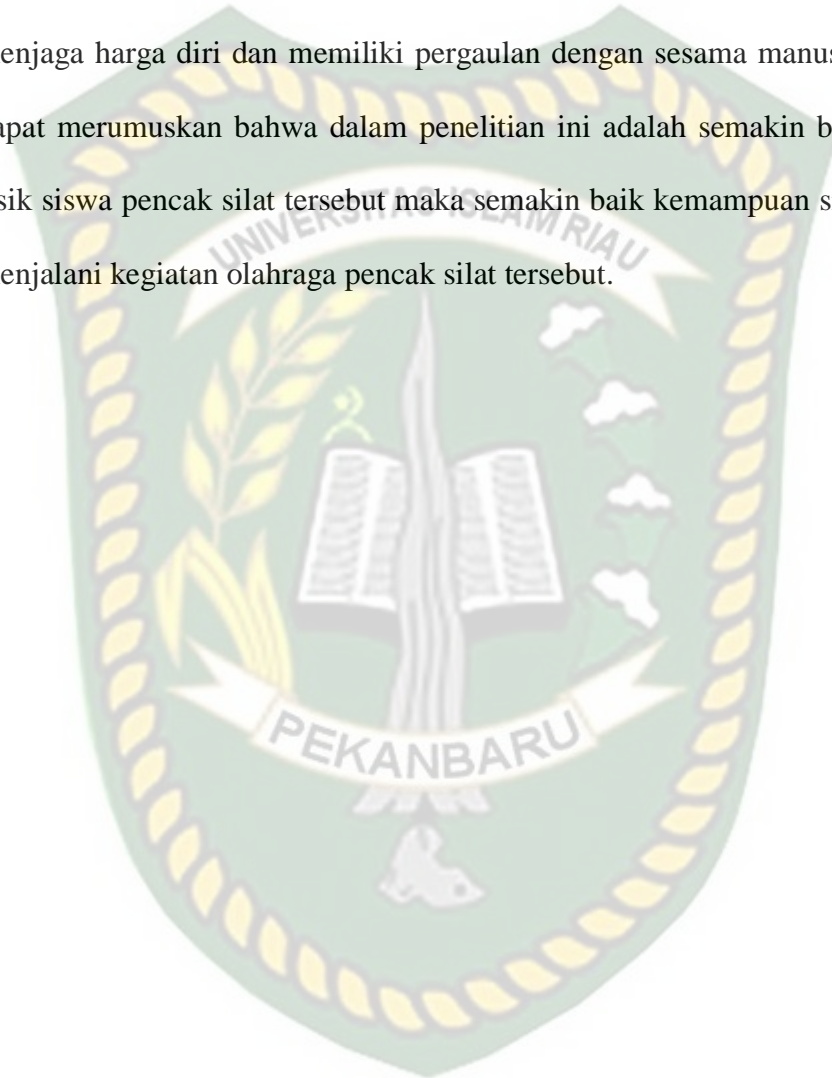 enjaga harga diri dan memiliki pergaulan dengan sesama manus
apat merumuskan bahwa dalam penelitian ini adalah semakin b
sik siswa pencak silat tersebut maka semakin baik kemampuan s
enjalani kegiatan olahraga pencak silat tersebut.
UNIVERSITAS ISLAM RIAU
PEKANBARU